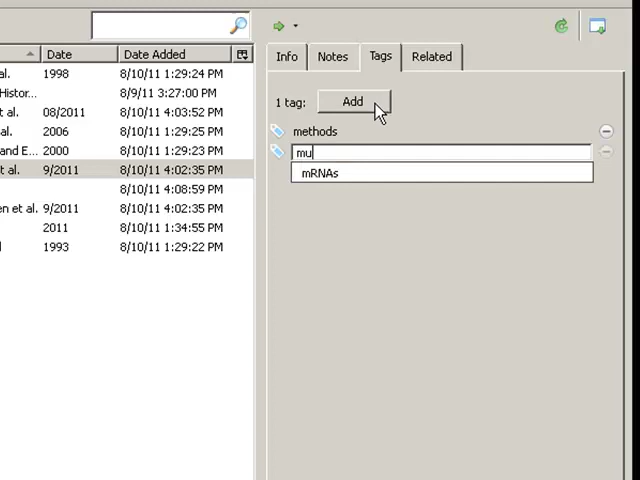 Date Date Added
al. 1998 8/10/11 1:29:24 PM
Histor... 8/9/11 3:27:00 PM
et al. 08/2011 8/10/11 4:03:52 PM
al. 2006 8/10/11 1:29:25 PM
and E... 2000 8/10/11 1:29:23 PM
et al. 9/2011 8/10/11 4:02:35 PM
8/10/11 4:08:59 PM
en et al. 9/2011 8/10/11 4:02:35 PM
2011 8/10/11 1:34:55 PM
1993 8/10/11 1:29:22 PM
Info Notes Tags Related
1 tag: Add
methods
mu
mRNAs